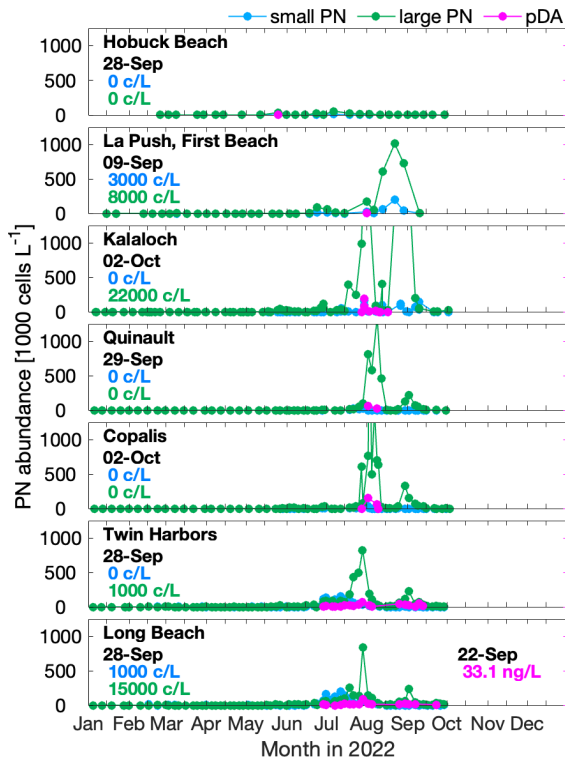 small PN large PN pDA
PN abundance [1000 cells L⁻¹]
1000
500
0
Hobuck Beach
28-Sep
0 c/L
0 c/L
1000
500
0
La Push, First Beach
09-Sep
3000 c/L
8000 c/L
1000
500
0
Kalaloch
02-Oct
0 c/L
22000 c/L
1000
500
0
Quinault
29-Sep
0 c/L
0 c/L
1000
500
0
Copalis
02-Oct
0 c/L
0 c/L
1000
500
0
Twin Harbors
28-Sep
0 c/L
1000 c/L
1000
500
0
Long Beach
28-Sep
1000 c/L
15000 c/L
22-Sep
33.1 ng/L
Jan Feb Mar Apr May Jun Jul Aug Sep Oct Nov Dec
Month in 2022